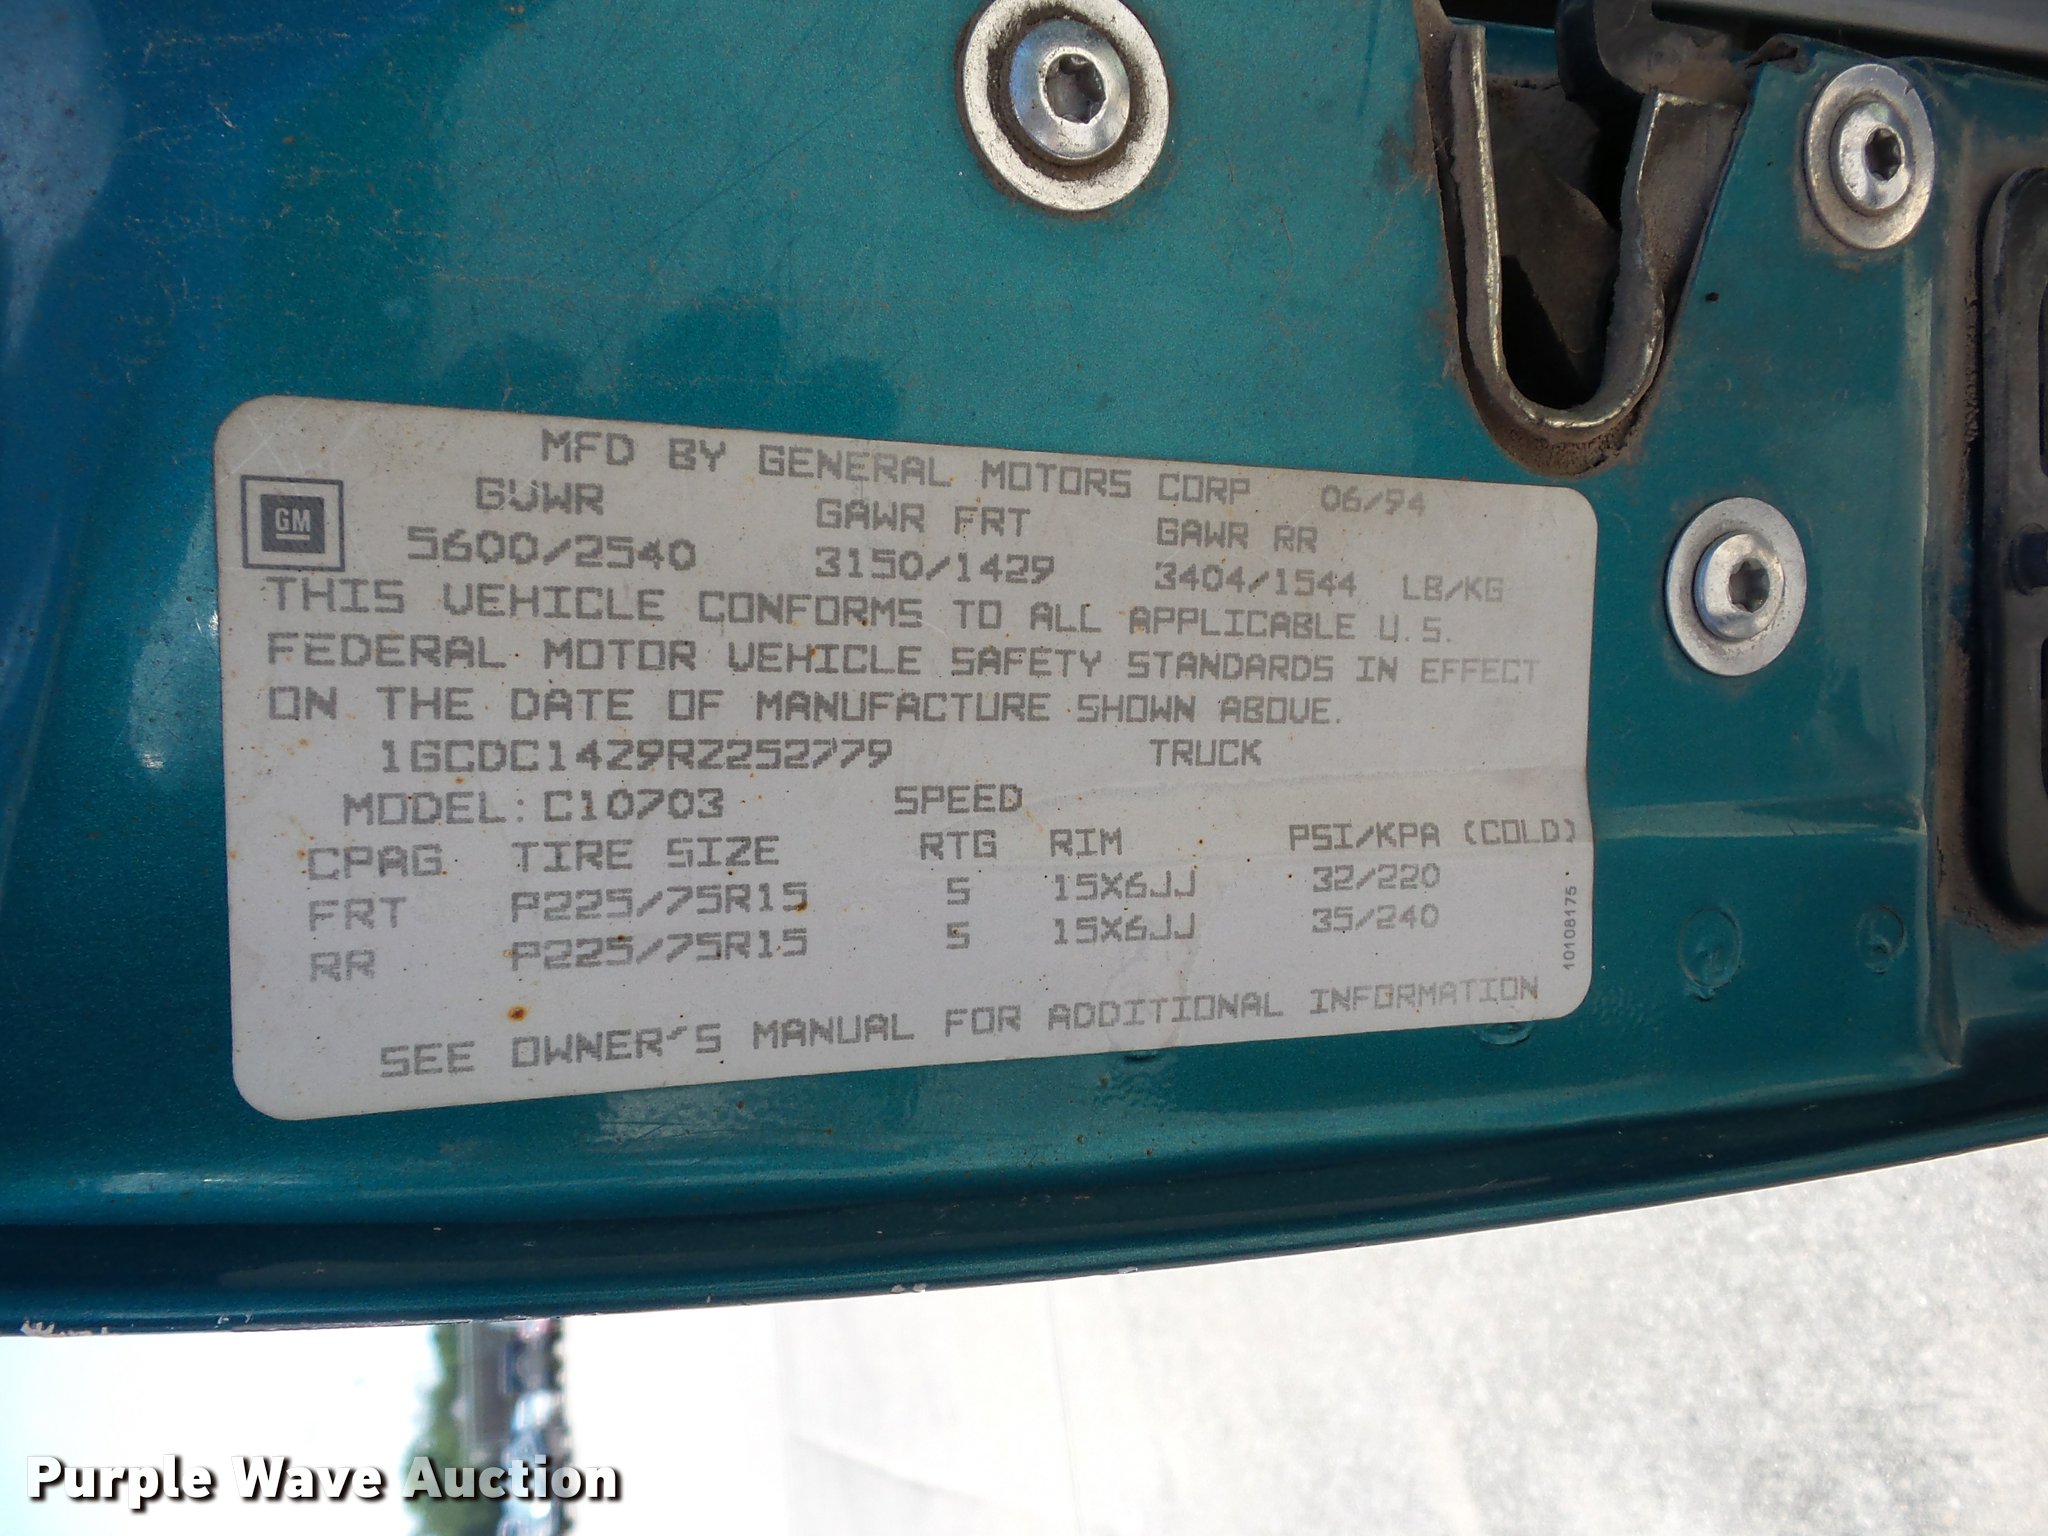 MFD BY GENERAL MOTORS CORP 06/94
GM
GVWR GAWR FRT GAWR RR
5600/2540 3150/1429 3404/1544 LB/KG
THIS VEHICLE CONFORMS TO ALL APPLICABLE U.S.
FEDERAL MOTOR VEHICLE SAFETY STANDARDS IN EFFECT
ON THE DATE OF MANUFACTURE SHOWN ABOVE.
1GCDC14Z9RZ252779 TRUCK
MODEL: C10703 SPEED
CPAG TIRE SIZE RTG RIM PSI/KPA (COLD)
FRT P225/75R15 S 15X6JJ 32/220
RR P225/75R15 S 15X6JJ 35/240
10108175
SEE OWNER'S MANUAL FOR ADDITIONAL INFORMATION
Purple Wave Auction